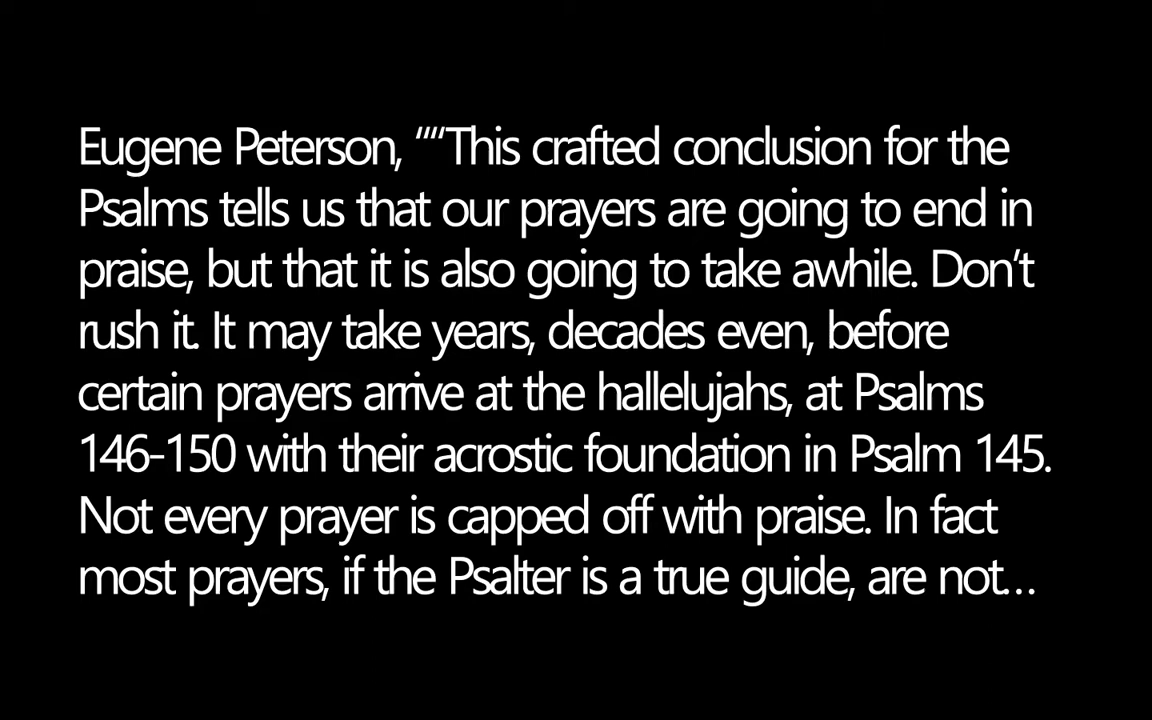 Eugene Peterson, ““This crafted conclusion for the
Psalms tells us that our prayers are going to end in
praise, but that it is also going to take awhile. Don’t
rush it. It may take years, decades even, before
certain prayers arrive at the hallelujahs, at Psalms
146-150 with their acrostic foundation in Psalm 145.
Not every prayer is capped off with praise. In fact
most prayers, if the Psalter is a true guide, are not…